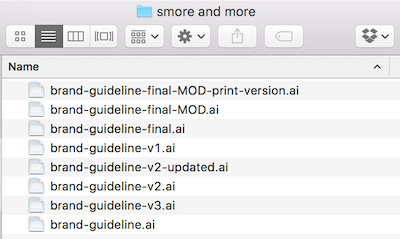 smore and more
Name
brand-guideline-final-MOD-print-version.ai
brand-guideline-final-MOD.ai
brand-guideline-final.ai
brand-guideline-v1.ai
brand-guideline-v2-updated.ai
brand-guideline-v2.ai
brand-guideline-v3.ai
brand-guideline.ai